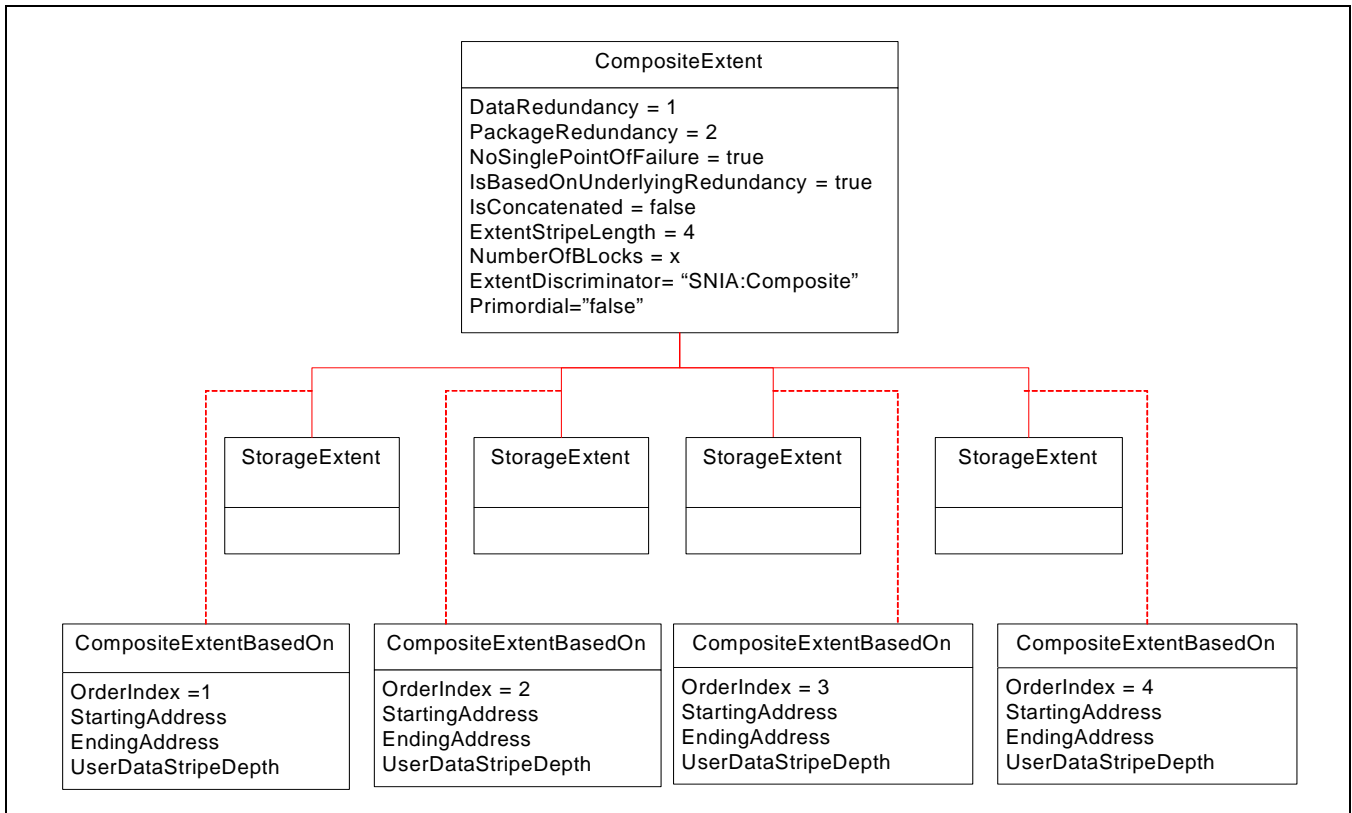 CompositeExtent
DataRedundancy = 1
PackageRedundancy = 2
NoSinglePointOfFailure = true
IsBasedOnUnderlyingRedundancy = true
IsConcatenated = false
ExtentStripeLength = 4
NumberOfBLocks = x
ExtentDiscriminator= “SNIA:Composite”
Primordial=”false”
StorageExtent
StorageExtent
StorageExtent
StorageExtent
CompositeExtentBasedOn
OrderIndex =1
StartingAddress
EndingAddress
UserDataStripeDepth
CompositeExtentBasedOn
OrderIndex = 2
StartingAddress
EndingAddress
UserDataStripeDepth
CompositeExtentBasedOn
OrderIndex = 3
StartingAddress
EndingAddress
UserDataStripeDepth
CompositeExtentBasedOn
OrderIndex = 4
StartingAddress
EndingAddress
UserDataStripeDepth